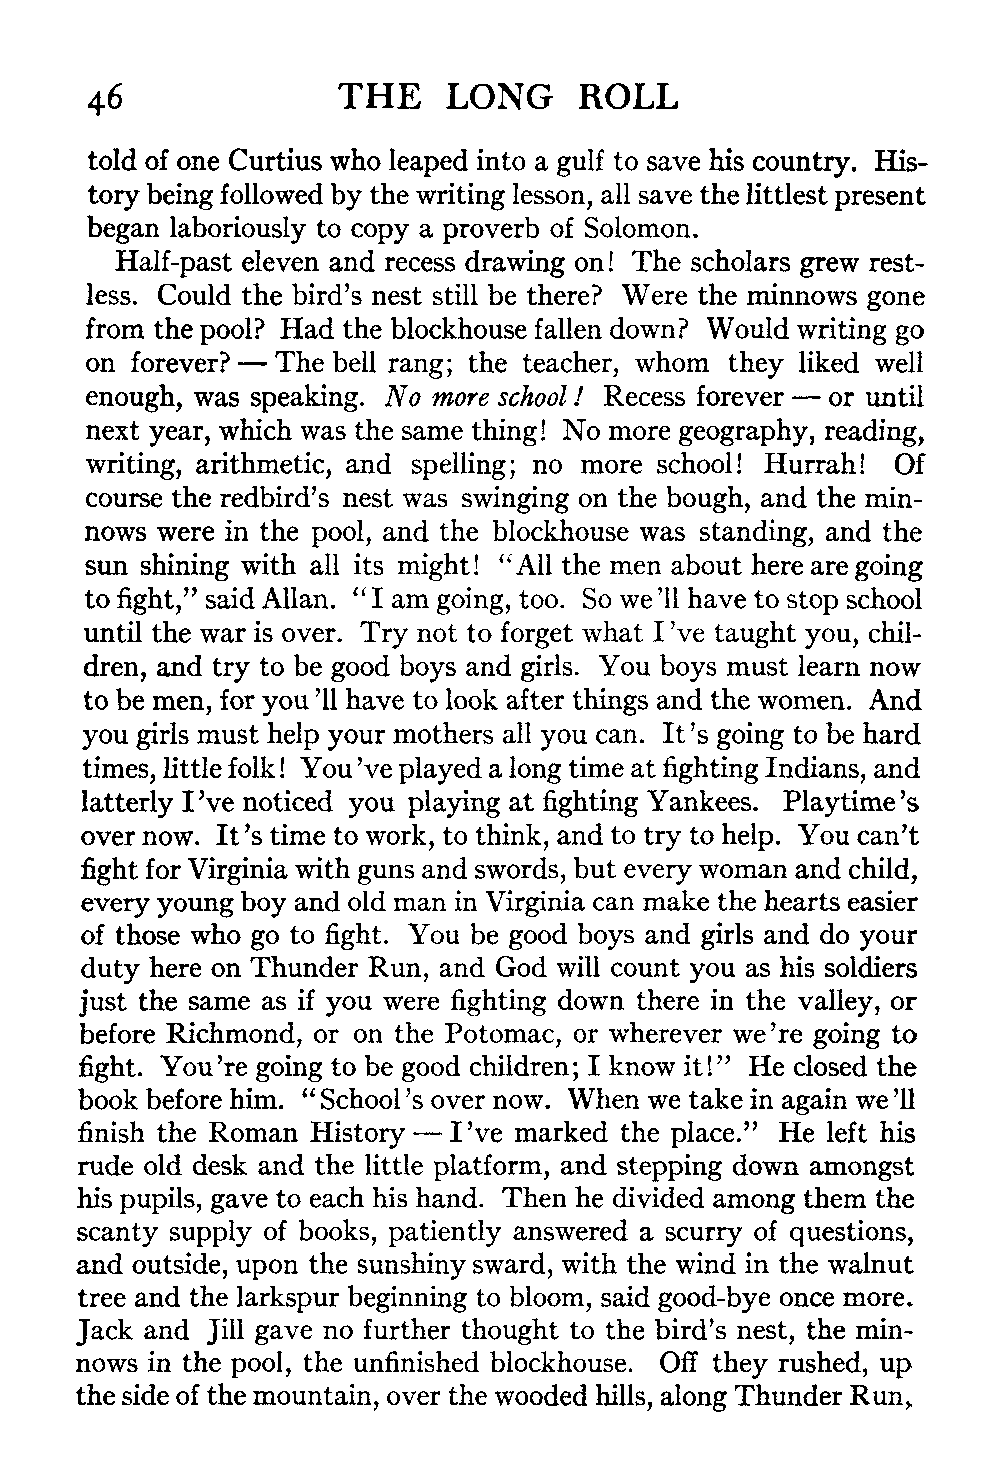 46 THE LONG ROLL
told of one Curtius who leaped into a gulf to save his country. His-
tory being followed by the writing lesson, all save the littlest present
began laboriously to copy a proverb of Solomon.
Half-past eleven and recess drawing on! The scholars grew rest-
less. Could the bird's nest still be there? Were the minnows gone
from the pool? Had the blockhouse fallen down? Would writing go
on forever? — The bell rang; the teacher, whom they liked well
enough, was speaking. No more school! Recess forever — or until
next year, which was the same thing! No more geography, reading,
writing, arithmetic, and spelling; no more school! Hurrah! Of
course the redbird's nest was swinging on the bough, and the min-
nows were in the pool, and the blockhouse was standing, and the
sun shining with all its might! "All the men about here are going
to fight," said Allan. "I am going, too. So we'll have to stop school
until the war is over. Try not to forget what I've taught you, chil-
dren, and try to be good boys and girls. You boys must learn now
to be men, for you'll have to look after things and the women. And
you girls must help your mothers all you can. It's going to be hard
times, little folk! You've played a long time at fighting Indians, and
latterly I've noticed you playing at fighting Yankees. Playtime's
over now. It's time to work, to think, and to try to help. You can't
fight for Virginia with guns and swords, but every woman and child,
every young boy and old man in Virginia can make the hearts easier
of those who go to fight. You be good boys and girls and do your
duty here on Thunder Run, and God will count you as his soldiers
just the same as if you were fighting down there in the valley, or
before Richmond, or on the Potomac, or wherever we're going to
fight. You're going to be good children; I know it!" He closed the
book before him. "School's over now. When we take in again we'll
finish the Roman History — I've marked the place." He left his
rude old desk and the little platform, and stepping down amongst
his pupils, gave to each his hand. Then he divided among them the
scanty supply of books, patiently answered a scurry of questions,
and outside, upon the sunshiny sward, with the wind in the walnut
tree and the larkspur beginning to bloom, said good-bye once more.
Jack and Jill gave no further thought to the bird's nest, the min-
nows in the pool, the unfinished blockhouse. Off they rushed, up
the side of the mountain, over the wooded hills, along Thunder Run,